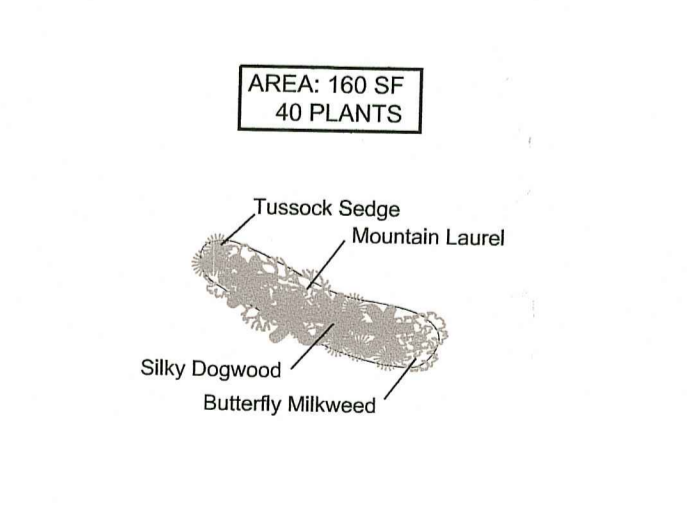 AREA: 160 SF
40 PLANTS
Tussock Sedge
Mountain Laurel
Silky Dogwood
Butterfly Milkweed